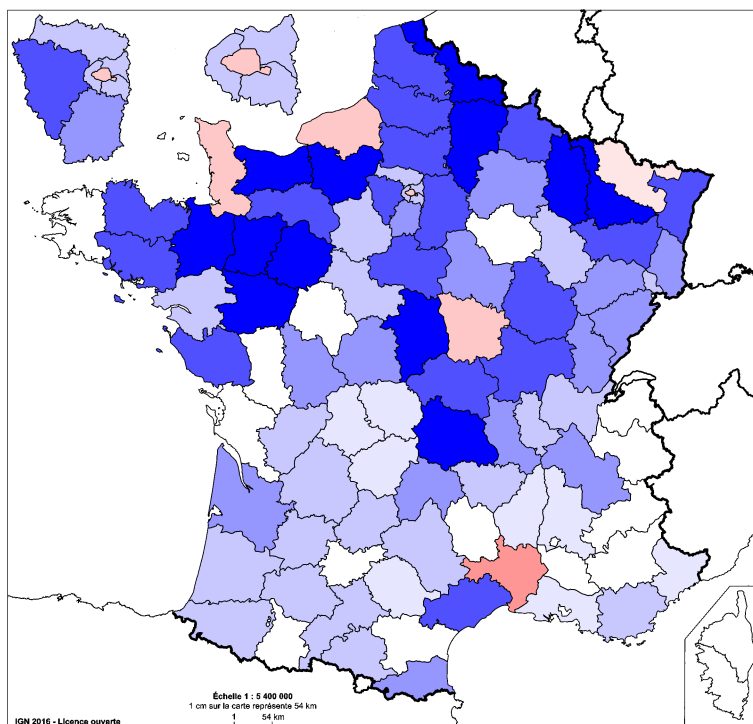 Échelle 1 : 5 400 000
1 cm sur la carte représente 54 km
1 54 km
IGN 2016 - Licence ouverte